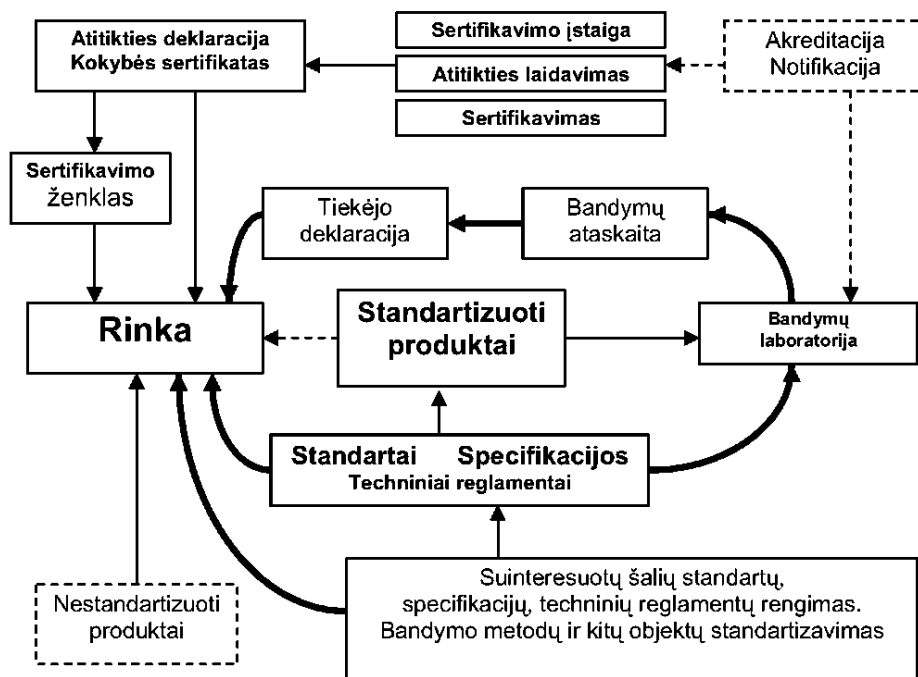 Atitikties deklaracija
Kokybės sertifikatas
Sertifikavimo įstaiga
Atitikties laidavimas
Sertifikavimas
Akreditacija
Notifikacija
Sertifikavimo
ženklas
Tiekėjo
deklaracija
Bandymų
ataskaita
Rinka
Standartizuoti
produktai
Bandymų
laboratorija
Standartai Specifikacijos
Techniniai reglamentai
Nestandartizuoti
produktai
Suinteresuotų šalių standartų,
specifikacijų, techninių reglamentų rengimas.
Bandymo metodų ir kitų objektų standartizavimas